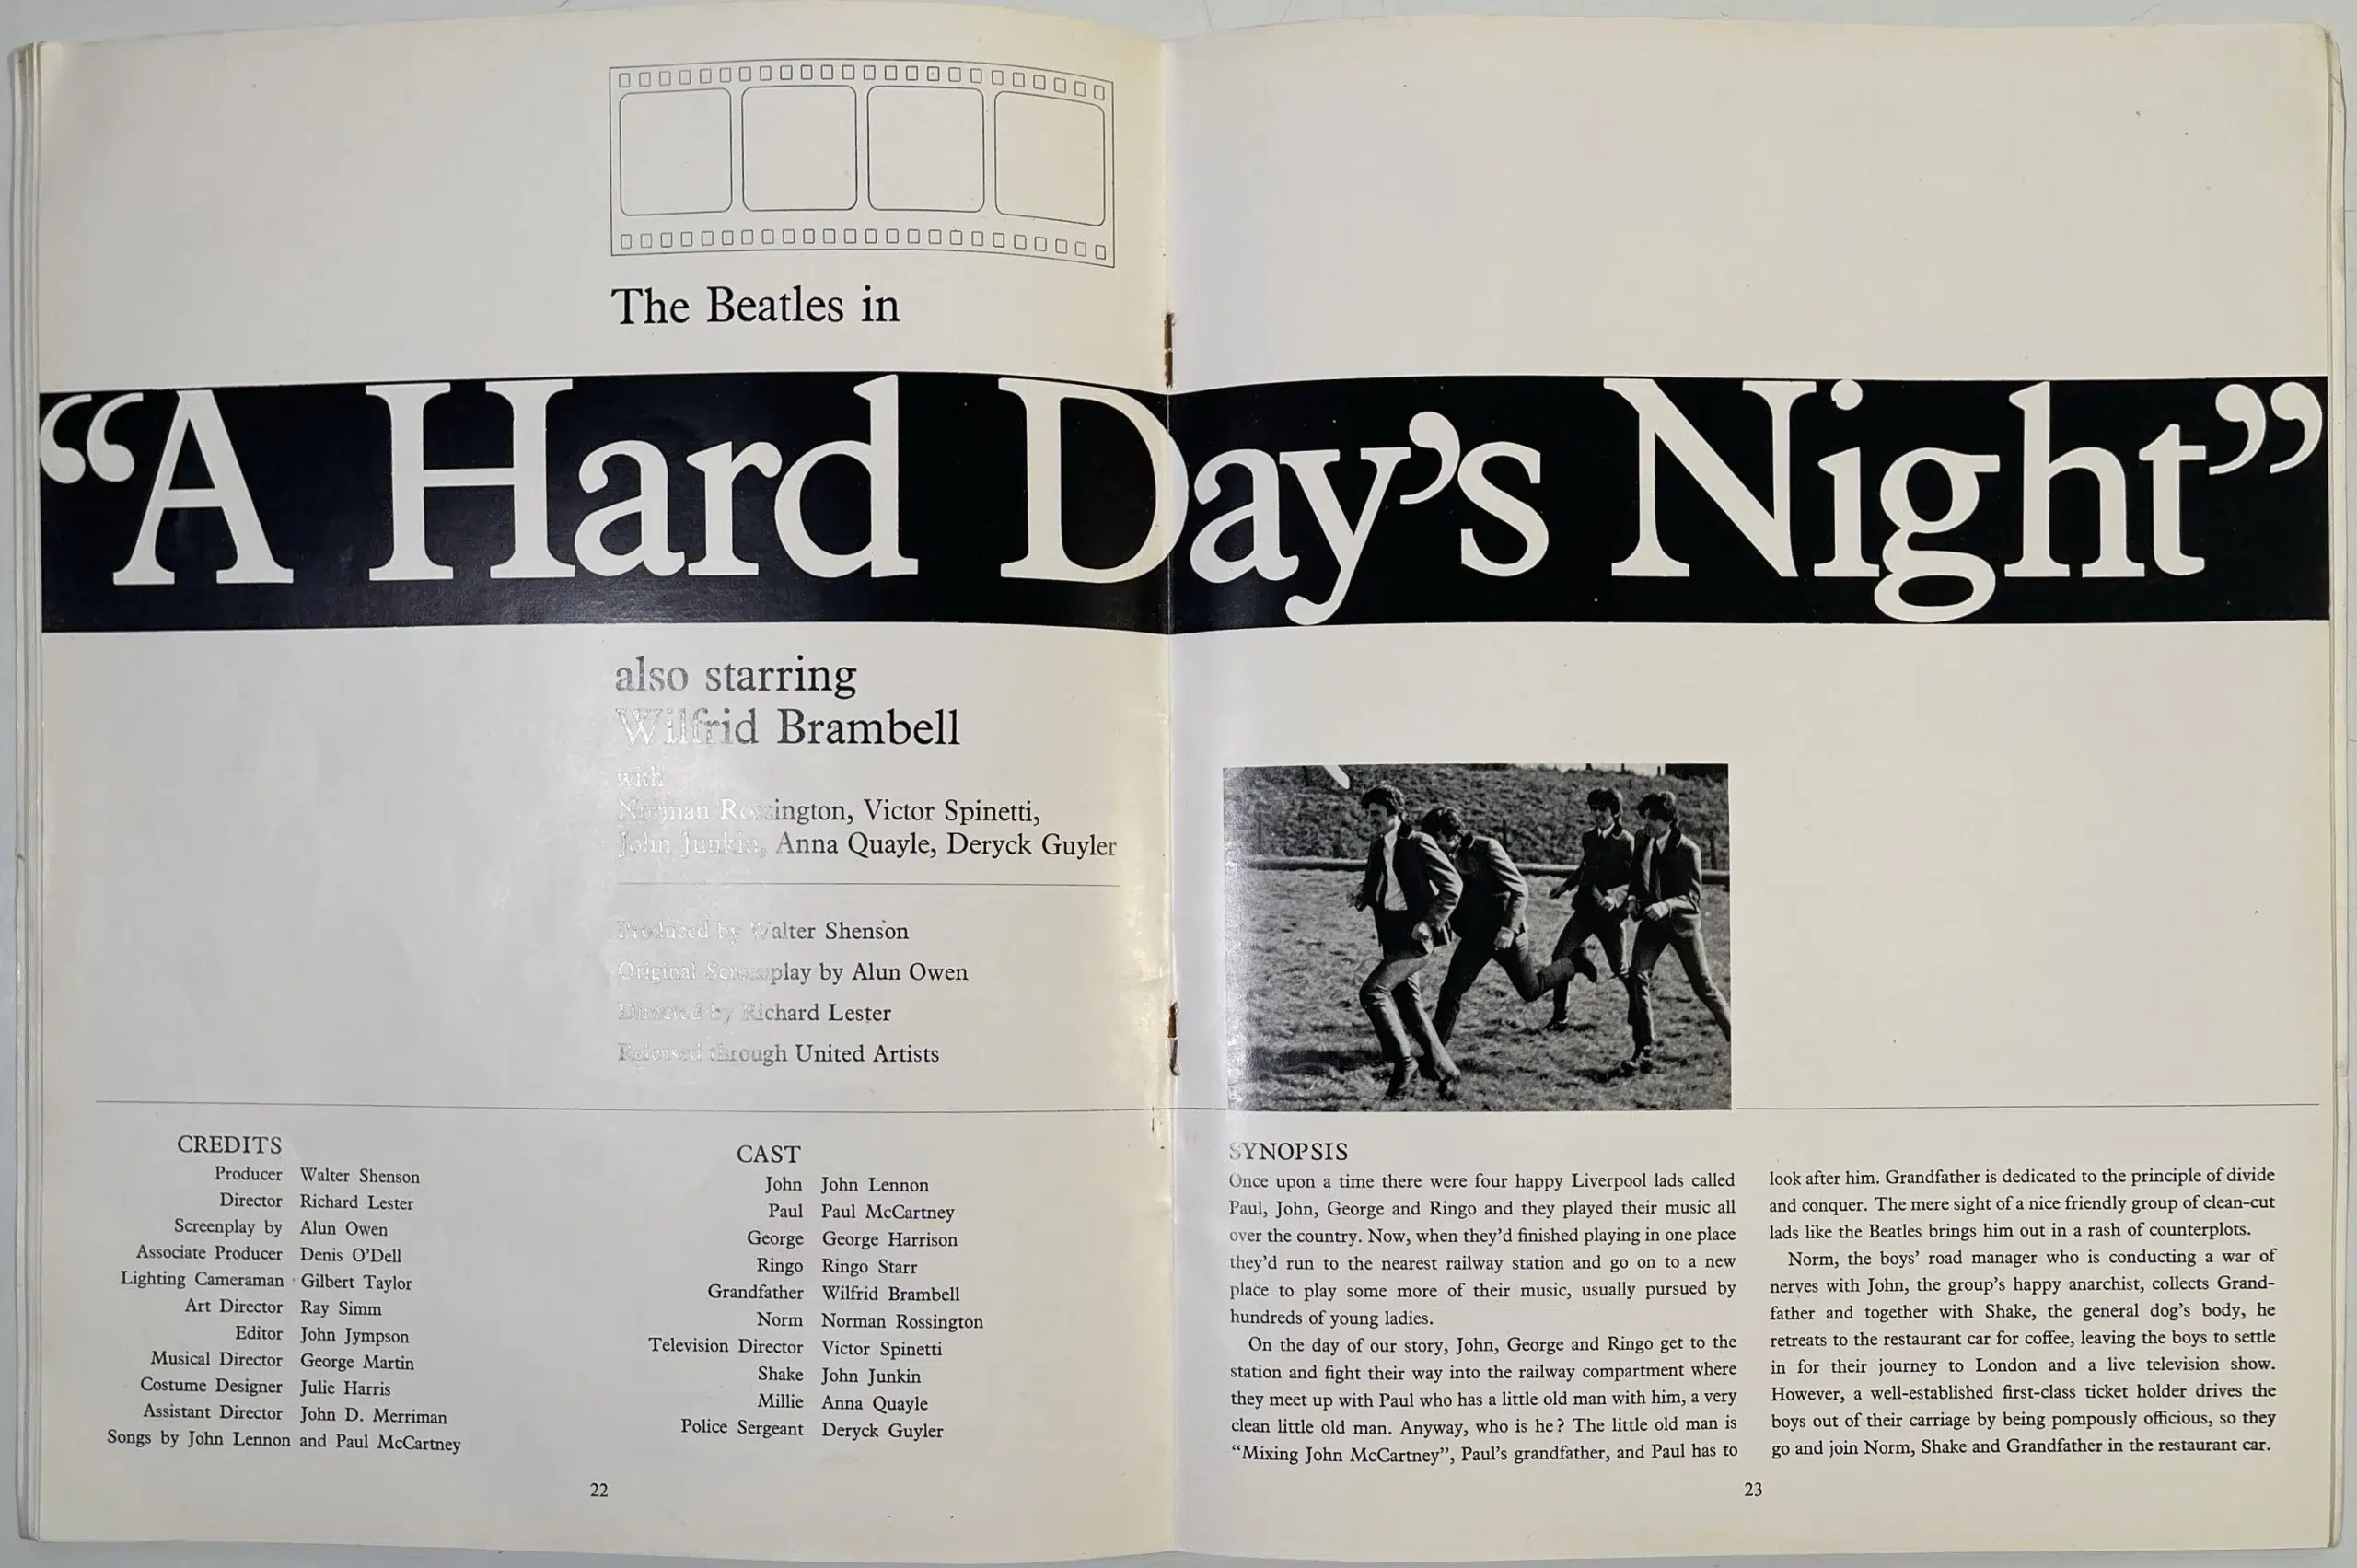 The Beatles in
“A Hard Day’s Night”
also starring
Wilfrid Brambell
with
Norman Rossington, Victor Spinetti,
John Junkin, Anna Quayle, Deryck Guyler
Produced by Walter Shenson
Original Screenplay by Alun Owen
Directed by Richard Lester
Released through United Artists
CREDITS
Producer Walter Shenson
Director Richard Lester
Screenplay by Alun Owen
Associate Producer Denis O’Dell
Lighting Cameraman Gilbert Taylor
Art Director Ray Simm
Editor John Jympson
Musical Director George Martin
Costume Designer Julie Harris
Assistant Director John D. Merriman
Songs by John Lennon and Paul McCartney
CAST
John John Lennon
Paul Paul McCartney
George George Harrison
Ringo Ringo Starr
Grandfather Wilfrid Brambell
Norm Norman Rossington
Television Director Victor Spinetti
Shake John Junkin
Millie Anna Quayle
Police Sergeant Deryck Guyler
22
SYNOPSIS
Once upon a time there were four happy Liverpool lads called
Paul, John, George and Ringo and they played their music all
over the country. Now, when they’d finished playing in one place
they’d run to the nearest railway station and go on to a new
place to play some more of their music, usually pursued by
hundreds of young ladies.
On the day of our story, John, George and Ringo get to the
station and fight their way into the railway compartment where
they meet up with Paul who has a little old man with him, a very
clean little old man. Anyway, who is he? The little old man is
“Mixing John McCartney”, Paul’s grandfather, and Paul has to
look after him. Grandfather is dedicated to the principle of divide
and conquer. The mere sight of a nice friendly group of clean-cut
lads like the Beatles brings him out in a rash of counterplots.
Norm, the boys’ road manager who is conducting a war of
nerves with John, the group’s happy anarchist, collects Grand-
father and together with Shake, the general dog’s body, he
retreats to the restaurant car for coffee, leaving the boys to settle
in for their journey to London and a live television show.
However, a well-established first-class ticket holder drives the
boys out of their carriage by being pompously officious, so they
go and join Norm, Shake and Grandfather in the restaurant car.
23